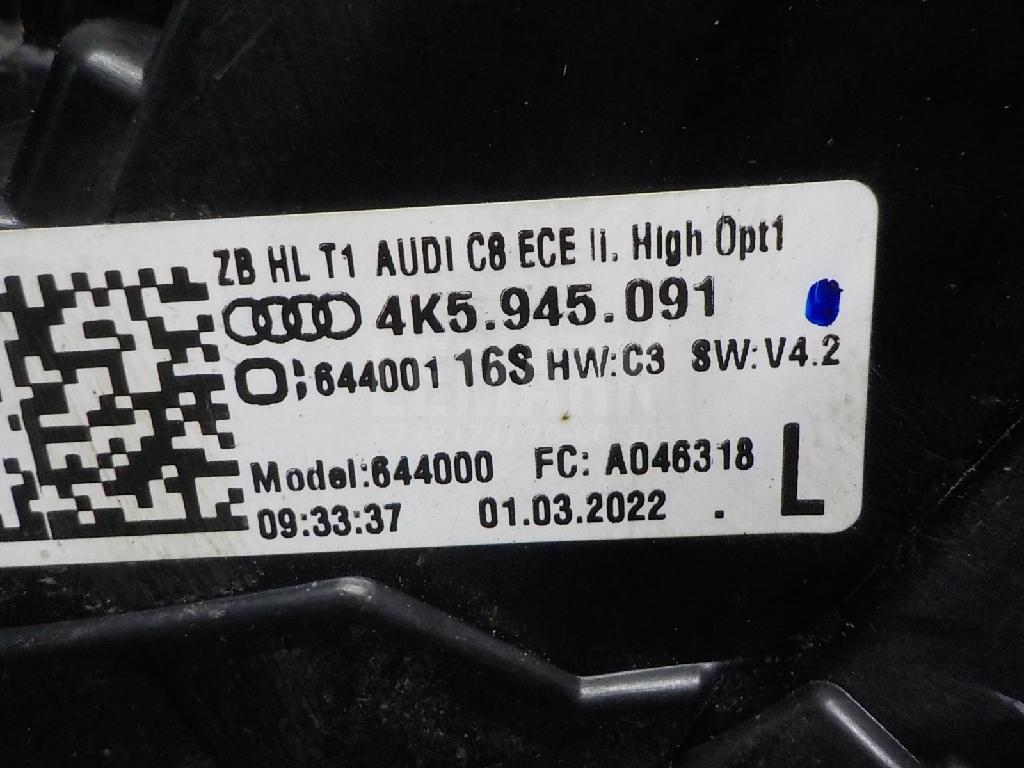 ZB HL T1 AUDI C8 ECE li. High Opt1
4K5.945.091
644001 16S HW:C3 SW:V4.2
Model:644000 FC: A046318
09:33:37 01.03.2022 . L